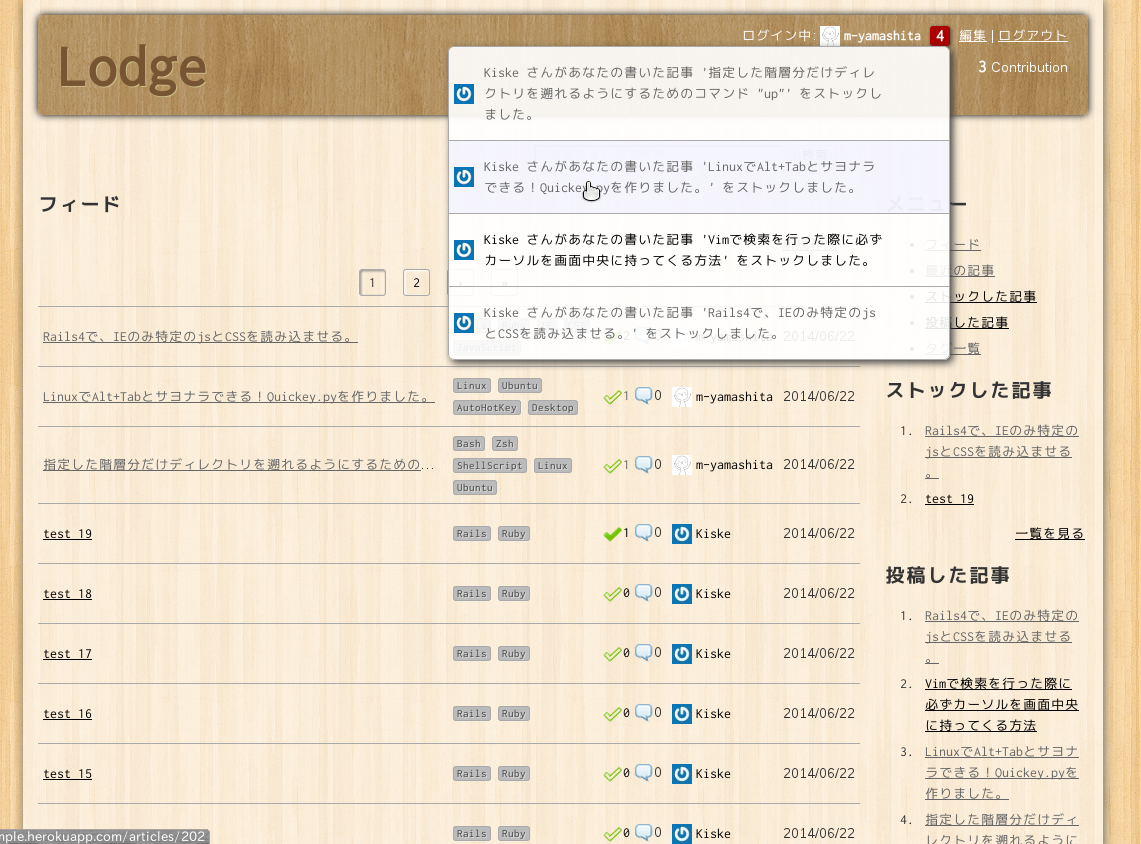 Lodge
ログイン中: m-yamashita 4 編集 | ログアウト
3 Contribution
Kiske さんがあなたの書いた記事 '指定した階層分だけディレ
クトリを遡れるようにするためのコマンド "up"' をストックし
ました。
Kiske さんがあなたの書いた記事 'LinuxでAlt+Tabとサヨナラ
できる！Quickey.pyを作りました。' をストックしました。
Kiske さんがあなたの書いた記事 'Vimで検索を行った際に必ず
カーソルを画面中央に持ってくる方法' をストックしました。
Kiske さんがあなたの書いた記事 'Rails4で、IEのみ特定のjs
とCSSを読み込ませる。' をストックしました。
フィード
1 2
Rails4で、IEのみ特定のjsとCSSを読み込ませる。
JavaScript
m-yamashita 2014/06/22
LinuxでAlt+Tabとサヨナラできる！Quickey.pyを作りました。
Linux Ubuntu
AutoHotKey Desktop
1 0 m-yamashita 2014/06/22
指定した階層分だけディレクトリを遡れるようにするための...
Bash Zsh
ShellScript Linux
Ubuntu
1 0 m-yamashita 2014/06/22
test 19 Rails Ruby 1 0 Kiske 2014/06/22
test 18 Rails Ruby 0 0 Kiske 2014/06/22
test 17 Rails Ruby 0 0 Kiske 2014/06/22
test 16 Rails Ruby 0 0 Kiske 2014/06/22
test 15 Rails Ruby 0 0 Kiske 2014/06/22
Rails Ruby 0 0 Kiske 2014/06/22
メニュー
フィード
最近の記事
ストックした記事
投稿した記事
タグ一覧
ストックした記事
1. Rails4で、IEのみ特定の
jsとCSSを読み込ませる
。
2. test 19
一覧を見る
投稿した記事
1. Rails4で、IEのみ特定の
jsとCSSを読み込ませる
。
2. Vimで検索を行った際に
必ずカーソルを画面中央
に持ってくる方法
3. LinuxでAlt+Tabとサヨナ
ラできる！Quickey.pyを
作りました。
4. 指定した階層分だけディ
レクトリを遡れるように
mple.herokuapp.com/articles/202